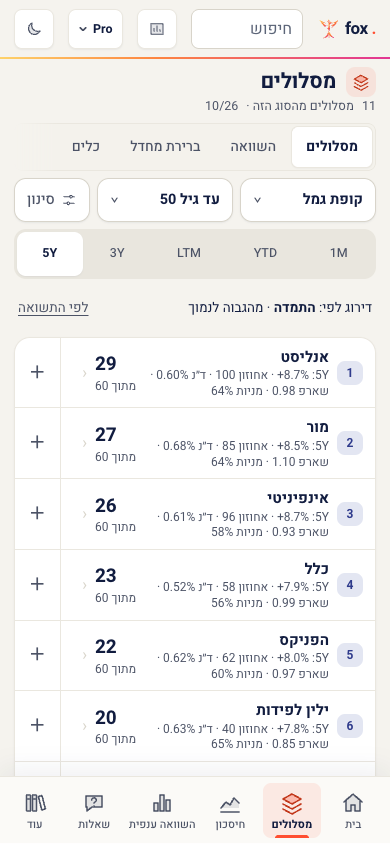 fox.
חיפוש
Pro
מסלולים
11 מסלולים מהסוג הזה · 10/26
מסלולים
השוואה
ברירת מחדל
כלים
קופת גמל
עד גיל 50
סינון
1M
YTD
LTM
3Y
5Y
דירוג לפי: התמדה · מהגבוה לנמוך
לפי התשואה
1
אנליסט
5Y: +8.7% · אחוזון 100 · ד״נ 0.60% ·
שארפ 0.98 · מניות 64%
29
מתוך 60
2
מור
5Y: +8.5% · אחוזון 85 · ד״נ 0.68% ·
שארפ 1.10 · מניות 64%
27
מתוך 60
3
אינפיניטי
5Y: +8.7% · אחוזון 96 · ד״נ 0.61% ·
שארפ 0.93 · מניות 58%
26
מתוך 60
4
כלל
5Y: +7.9% · אחוזון 58 · ד״נ 0.52% ·
שארפ 0.99 · מניות 56%
23
מתוך 60
5
הפניקס
5Y: +8.0% · אחוזון 62 · ד״נ 0.62% ·
שארפ 0.97 · מניות 60%
22
מתוך 60
6
ילין לפידות
5Y: +7.8% · אחוזון 40 · ד״נ 0.63% ·
שארפ 0.85 · מניות 65%
20
מתוך 60
בית
מסלולים
חיסכון
השוואה ענפית
שאלות
עוד